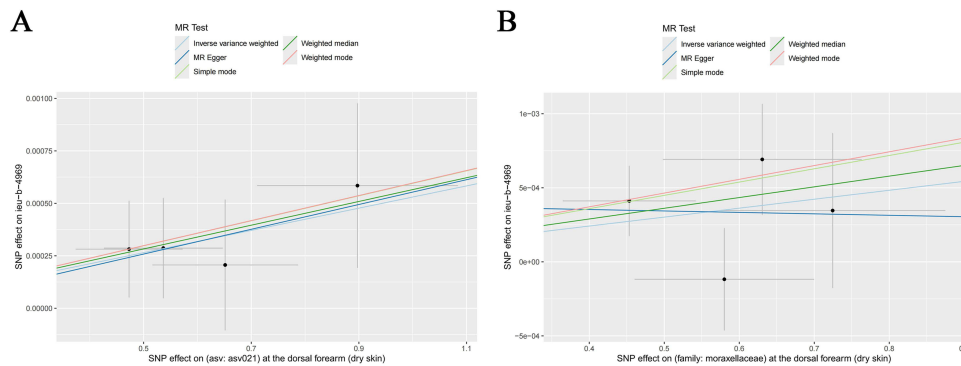 A
MR Test
Inverse variance weighted
Weighted median
MR Egger
Weighted mode
Simple mode
SNP effect on ieu-b-4969
0.00100
0.00075
0.00050
0.00025
0.00000
0.5
0.7
0.9
1.1
SNP effect on (asv: asv021) at the dorsal forearm (dry skin)
B
MR Test
Inverse variance weighted
Weighted median
MR Egger
Weighted mode
Simple mode
SNP effect on ieu-b-4969
1e-03
5e-04
0e+00
−5e-04
0.4
0.5
0.6
0.7
0.8
SNP effect on (family: moraxellaceae) at the dorsal forearm (dry skin)